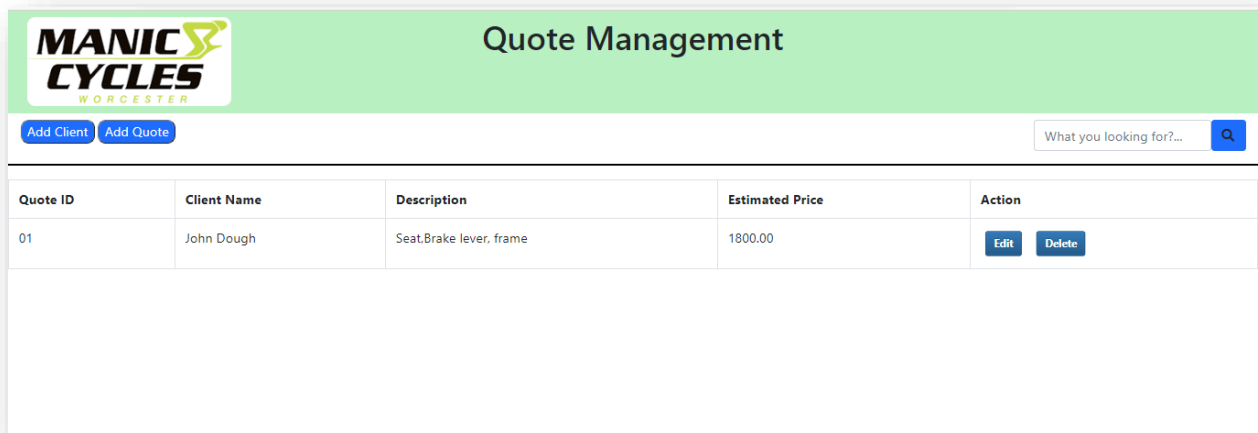 MANIC
CYCLES
WORCESTER
Quote Management
Add Client Add Quote
What you looking for?...
Quote ID Client Name Description Estimated Price Action
01 John Dough Seat,Brake lever, frame 1800.00 Edit Delete